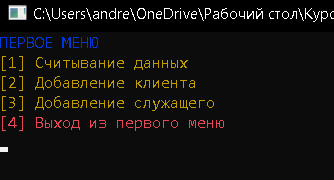 C:\Users\andre\OneDrive\Рабочий стол\Курс
ПЕРВОЕ МЕНЮ
[1] Считывание данных
[2] Добавление клиента
[3] Добавление служащего
[4] Выход из первого меню